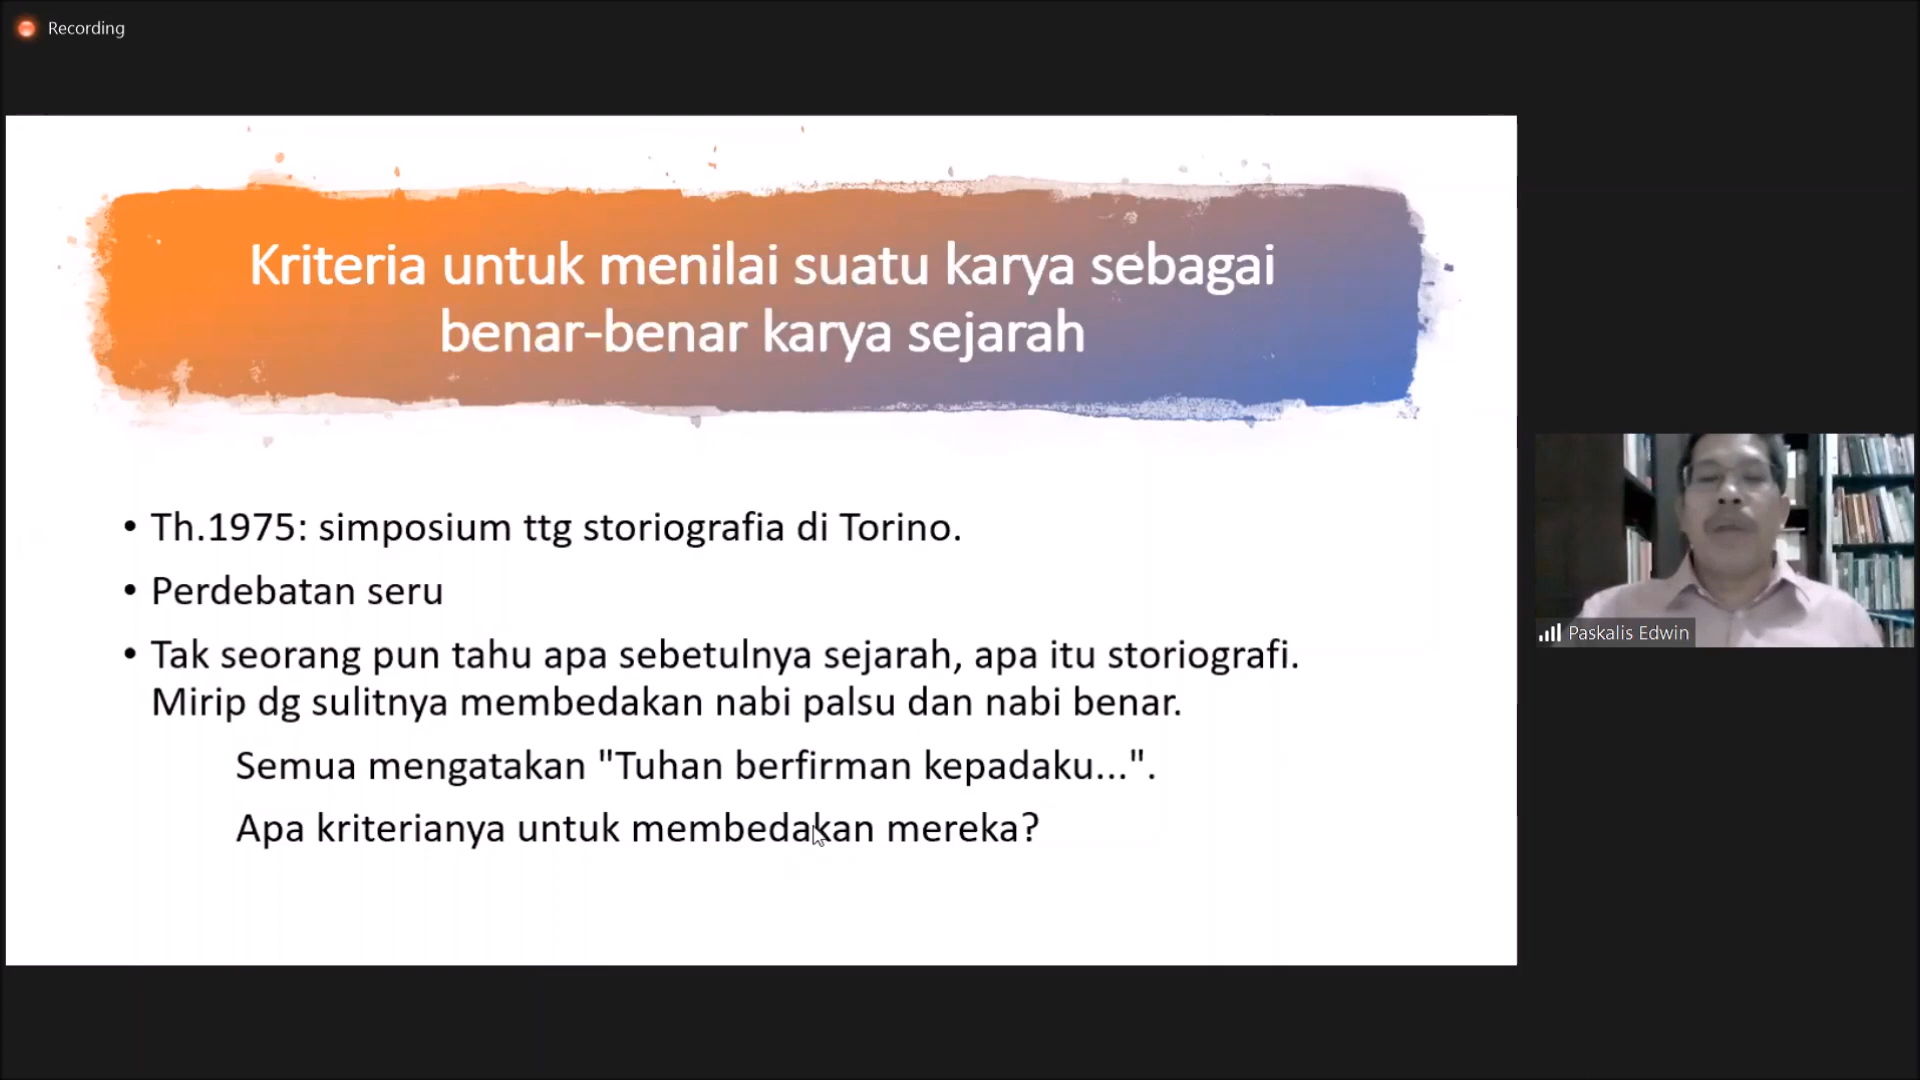 Recording
Kriteria untuk menilai suatu karya sebagai
benar-benar karya sejarah
• Th.1975: simposium ttg storiografia di Torino.
• Perdebatan seru
• Tak seorang pun tahu apa sebetulnya sejarah, apa itu storiografi.
Mirip dg sulitnya membedakan nabi palsu dan nabi benar.
Semua mengatakan "Tuhan berfirman kepadaku...".
Apa kriterianya untuk membedakan mereka?
Paskalis Edwin